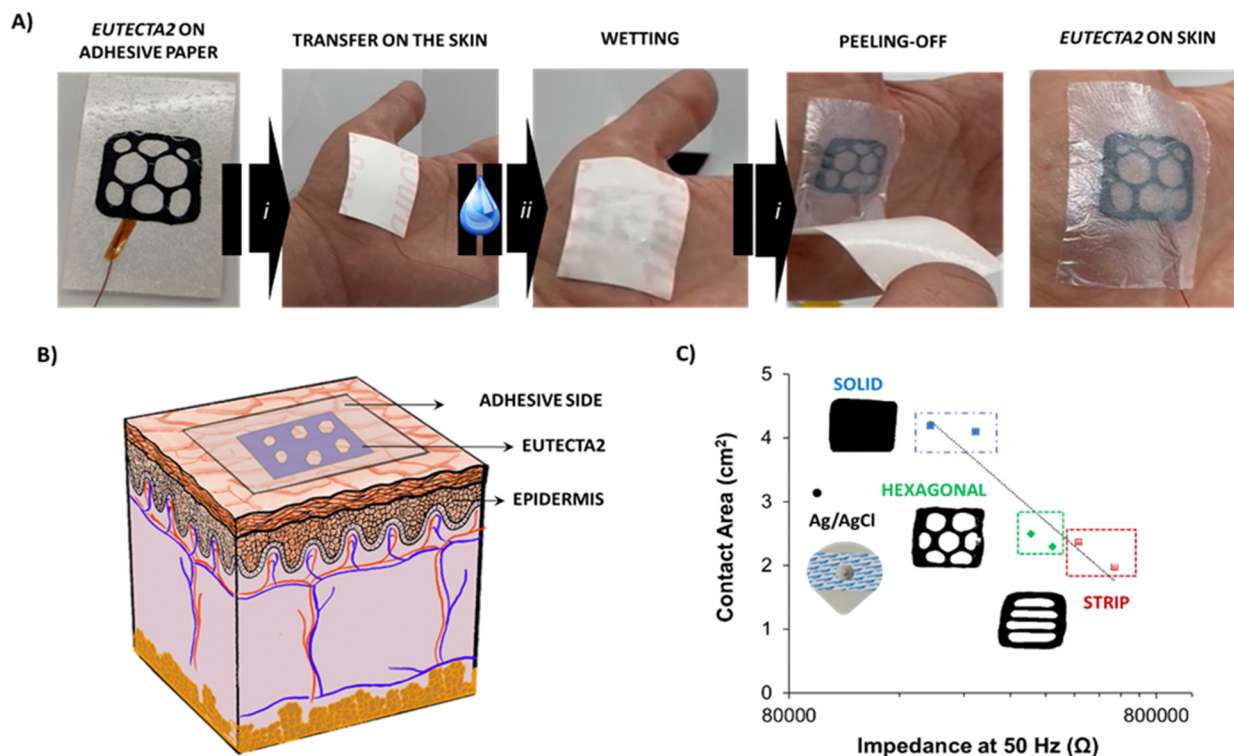 A)
EUTECTA2 ON
ADHESIVE PAPER
TRANSFER ON THE SKIN
WETTING
PEELING-OFF
EUTECTA2 ON SKIN
i
ii
i
B)
ADHESIVE SIDE
EUTECTA2
EPIDERMIS
C)
5
SOLID
4
HEXAGONAL
3
Ag/AgCl
2
STRIP
1
0
Contact Area (cm²)
80000
800000
Impedance at 50 Hz (Ω)